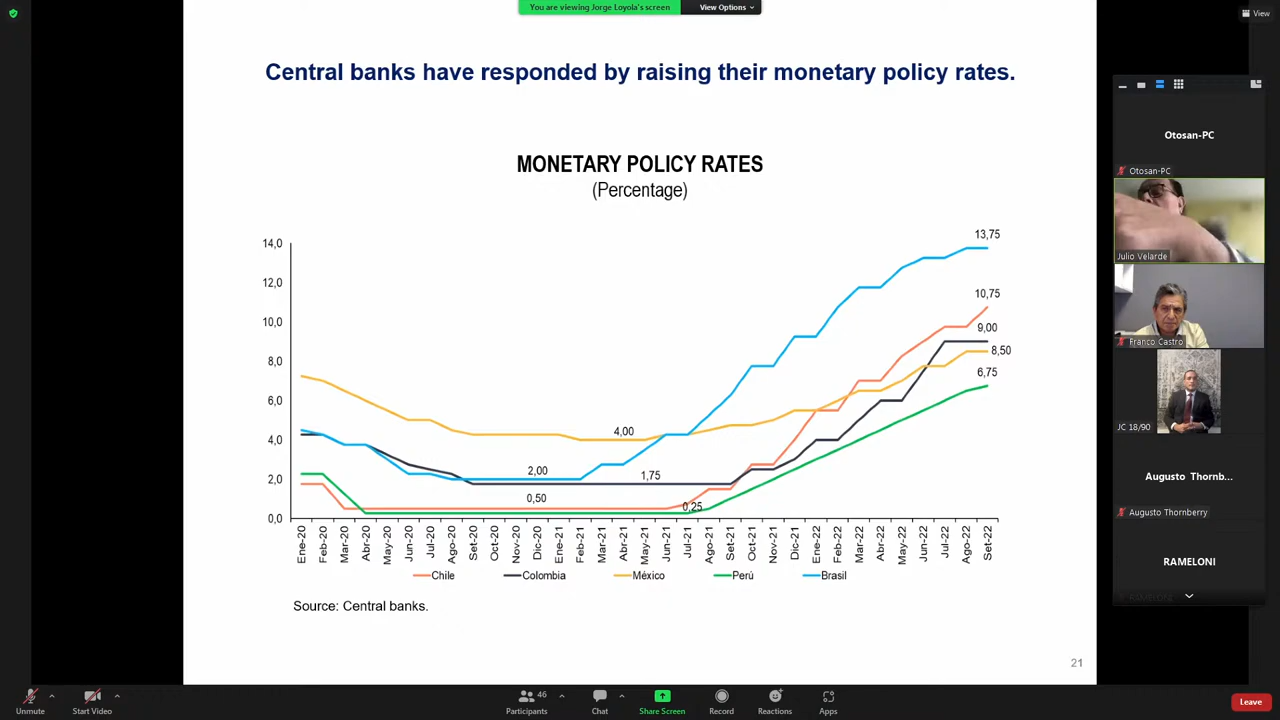 You are viewing Jorge Loyola's screen
View Options
View
Central banks have responded by raising their monetary policy rates.
MONETARY POLICY RATES
(Percentage)
14,0
12,0
10,0
8,0
6,0
4,0
2,0
0,0
13,75
10,75
9,00
8,50
6,75
4,00
2,00
1,75
0,50
0,25
Ene-20
Feb-20
Mar-20
Abr-20
May-20
Jun-20
Jul-20
Ago-20
Set-20
Oct-20
Nov-20
Dic-20
Ene-21
Feb-21
Mar-21
Abr-21
May-21
Jun-21
Jul-21
Ago-21
Set-21
Oct-21
Nov-21
Dic-21
Ene-22
Feb-22
Mar-22
Abr-22
May-22
Jun-22
Jul-22
Ago-22
Set-22
Chile Colombia México Perú Brasil
Source: Central banks.
21
Otosan-PC
Otosan-PC
Julio Velarde
Franco Castro
JC 18/90
Augusto Thornb...
Augusto Thornberry
RAMELONI
RAMELONI
Unmute
Start Video
46
Participants
Chat
Share Screen
Record
Reactions
Apps
Leave